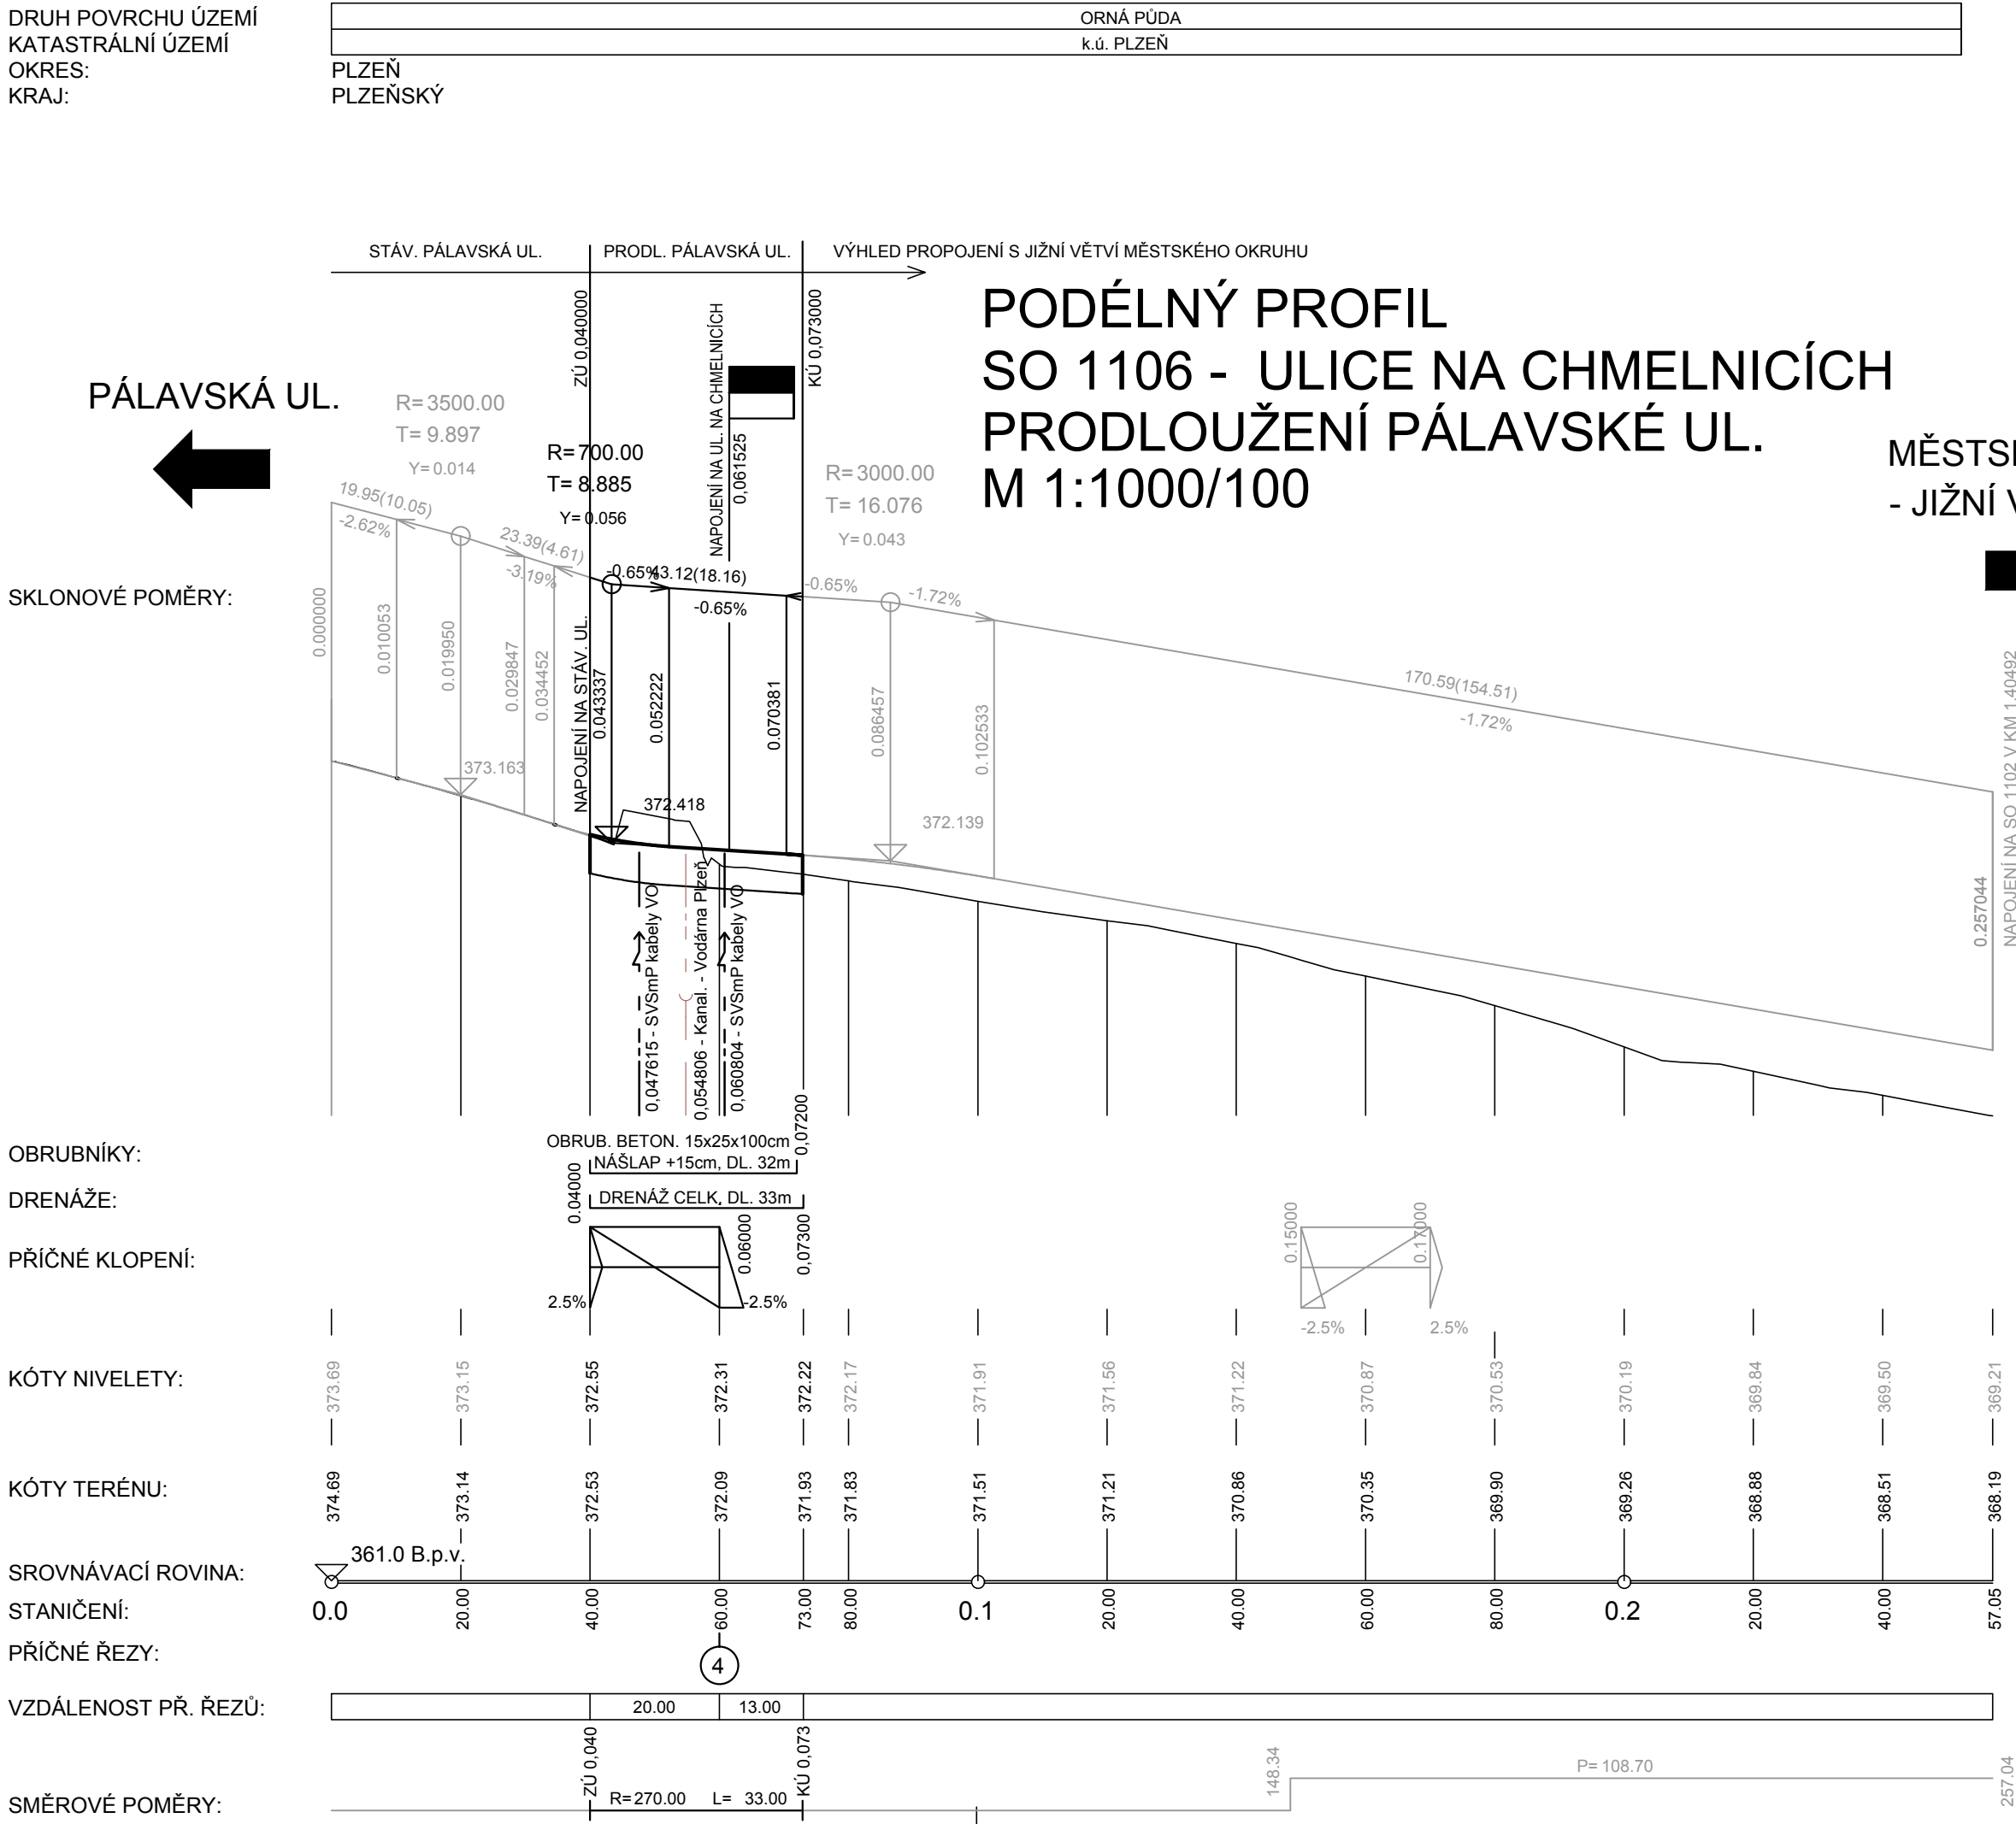 DRUH POVRCHU ÚZEMÍ
ORNÁ PŮDA
KATASTRÁLNÍ ÚZEMÍ
k.ú. PLZEŇ
OKRES:
PLZEŇ
KRAJ:
PLZEŇSKÝ
STÁV. PÁLAVSKÁ UL.
PRODL. PÁLAVSKÁ UL.
VÝHLED PROPOJENÍ S JIŽNÍ VĚTVÍ MĚSTSKÉHO OKRUHU
ZÚ 0,040000
NAPOJENÍ NA UL. NA CHMELNICÍCH
0,061525
KÚ 0,073000
PODÉLNÝ PROFIL
SO 1106 - ULICE NA CHMELNICÍCH
PRODLOUŽENÍ PÁLAVSKÉ UL.
M 1:1000/100
PÁLAVSKÁ UL.
R= 3500.00
T= 9.897
Y= 0.014
R= 700.00
T= 8.885
Y= 0.056
R= 3000.00
T= 16.076
Y= 0.043
- JIŽNÍ
19.95(10.05)
-2.62%
23.39(4.61)
-3.19%
-0.65%
43.12(18.16)
-0.65%
-0.65%
-1.72%
170.59(154.51)
-1.72%
SKLONOVÉ POMĚRY:
0.000000
0.010053
0.019950
0.029847
0.034452
NAPOJENÍ NA STÁV. UL.
0.043337
0.052222
0.070381
0.086457
0.102533
0.257044
NAPOJENÍ NA SO 1102 V KM 1.40492
373.163
372.418
372.139
0,047615 - SVSmP kabely VO
0,054806 - Kanal. - Vodárna Plzeň
0,060804 - SVSmP kabely VO
0,07200
OBRUBNÍKY:
OBRUB. BETON. 15x25x100cm
NÁŠLAP +15cm, DL. 32m
DRENÁŽE:
0.04000
DRENÁŽ CELK, DL. 33m
PŘÍČNÉ KLOPENÍ:
2.5%
0.06000
-2.5%
0,07300
0.15000
-2.5%
0.17000
2.5%
KÓTY NIVELETY:
373.69
373.15
372.55
372.31
372.22
372.17
371.91
371.56
371.22
370.87
370.53
370.19
369.84
369.50
369.21
KÓTY TERÉNU:
374.69
373.14
372.53
372.09
371.93
371.83
371.51
371.21
370.86
370.35
369.90
369.26
368.88
368.51
368.19
361.0 B.p.v.
SROVNÁVACÍ ROVINA:
STANIČENÍ:
0.0
20.00
40.00
60.00
73.00
80.00
0.1
20.00
40.00
60.00
80.00
0.2
20.00
40.00
57.05
PŘÍČNÉ ŘEZY:
4
VZDÁLENOST PŘ. ŘEZŮ:
20.00
13.00
SMĚROVÉ POMĚRY:
ZÚ 0,040
R= 270.00 L= 33.00
KÚ 0,073
148.34
P= 108.70
257.04